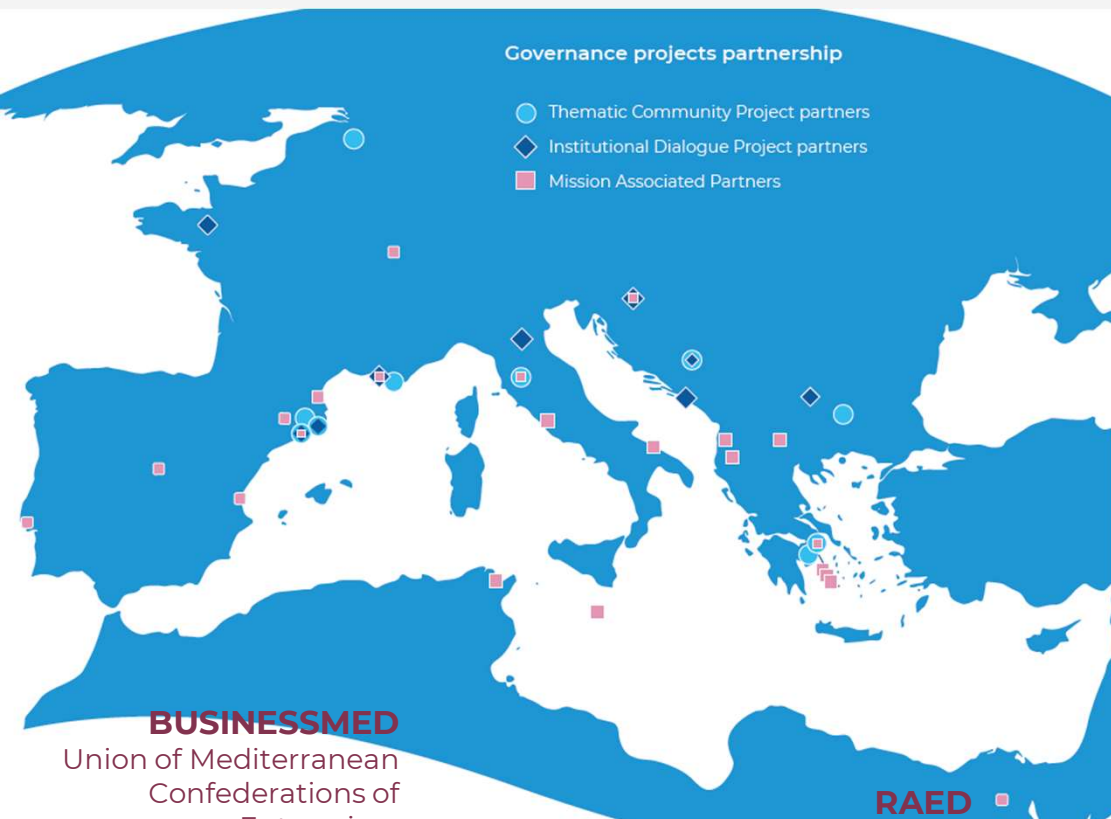 Governance projects partnership
Thematic Community Project partners
Institutional Dialogue Project partners
Mission Associated Partners
BUSINESSMED
Union of Mediterranean
Confederations of
RAED